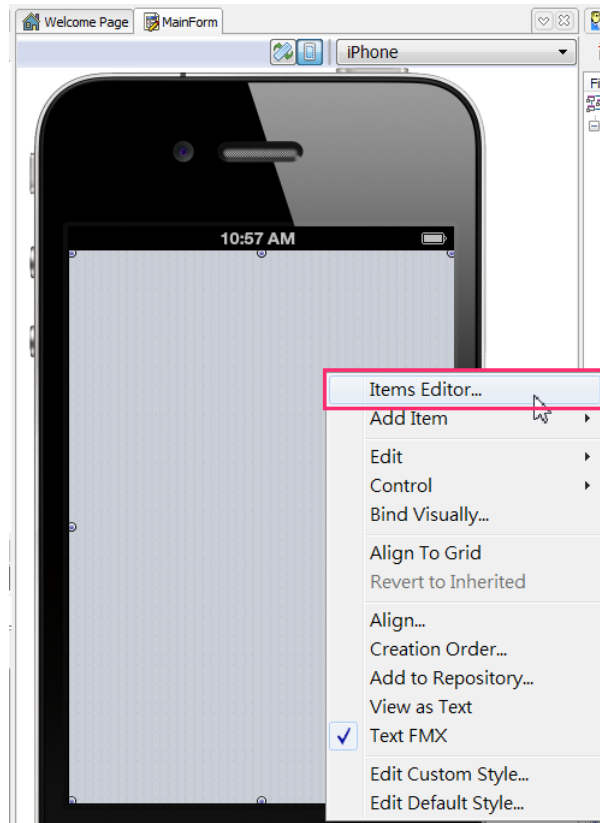 Welcome Page
MainForm
iPhone
Fi
10:57 AM
Items Editor...
Add Item
Edit
Control
Bind Visually...
Align To Grid
Revert to Inherited
Align...
Creation Order...
Add to Repository...
View as Text
Text FMX
Edit Custom Style...
Edit Default Style...